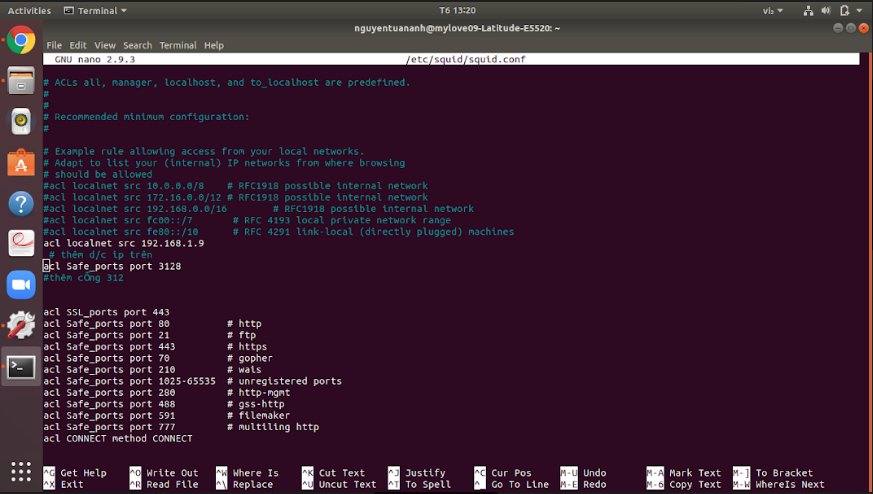 Activities Terminal T6 13:20 vi₂
nguyentuananh@mylove09-Latitude-E5520: ~
File Edit View Search Terminal Help
GNU nano 2.9.3 /etc/squid/squid.conf
# ACLs all, manager, localhost, and to_localhost are predefined.
#
#
# Recommended minimum configuration:
#
# Example rule allowing access from your local networks.
# Adapt to list your (internal) IP networks from where browsing
# should be allowed
#acl localnet src 10.0.0.0/8 # RFC1918 possible internal network
#acl localnet src 172.16.0.0/12 # RFC1918 possible internal network
#acl localnet src 192.168.0.0/16 # RFC1918 possible internal network
#acl localnet src fc00::/7 # RFC 4193 local private network range
#acl localnet src fe80::/10 # RFC 4291 link-local (directly plugged) machines
acl localnet src 192.168.1.9
# thêm d/c ip trên
acl Safe_ports port 3128
#thêm cổng 312
acl SSL_ports port 443
acl Safe_ports port 80 # http
acl Safe_ports port 21 # ftp
acl Safe_ports port 443 # https
acl Safe_ports port 70 # gopher
acl Safe_ports port 210 # wais
acl Safe_ports port 1025-65535 # unregistered ports
acl Safe_ports port 280 # http-mgmt
acl Safe_ports port 488 # gss-http
acl Safe_ports port 591 # filemaker
acl Safe_ports port 777 # multiling http
acl CONNECT method CONNECT
^G Get Help ^O Write Out ^W Where Is ^K Cut Text ^J Justify ^C Cur Pos M-U Undo M-A Mark Text M-] To Bracket
^X Exit ^R Read File ^\ Replace ^U Uncut Text ^T To Spell ^_ Go To Line M-E Redo M-6 Copy Text M-W WhereIs Next